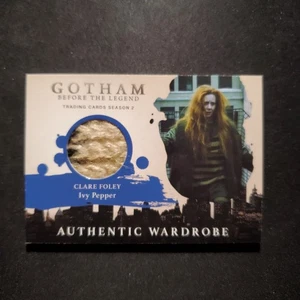 GOTHAM
BEFORE THE LEGEND
TRADING CARDS SEASON 2
CLARE FOLEY
Ivy Pepper
AUTHENTIC WARDROBE